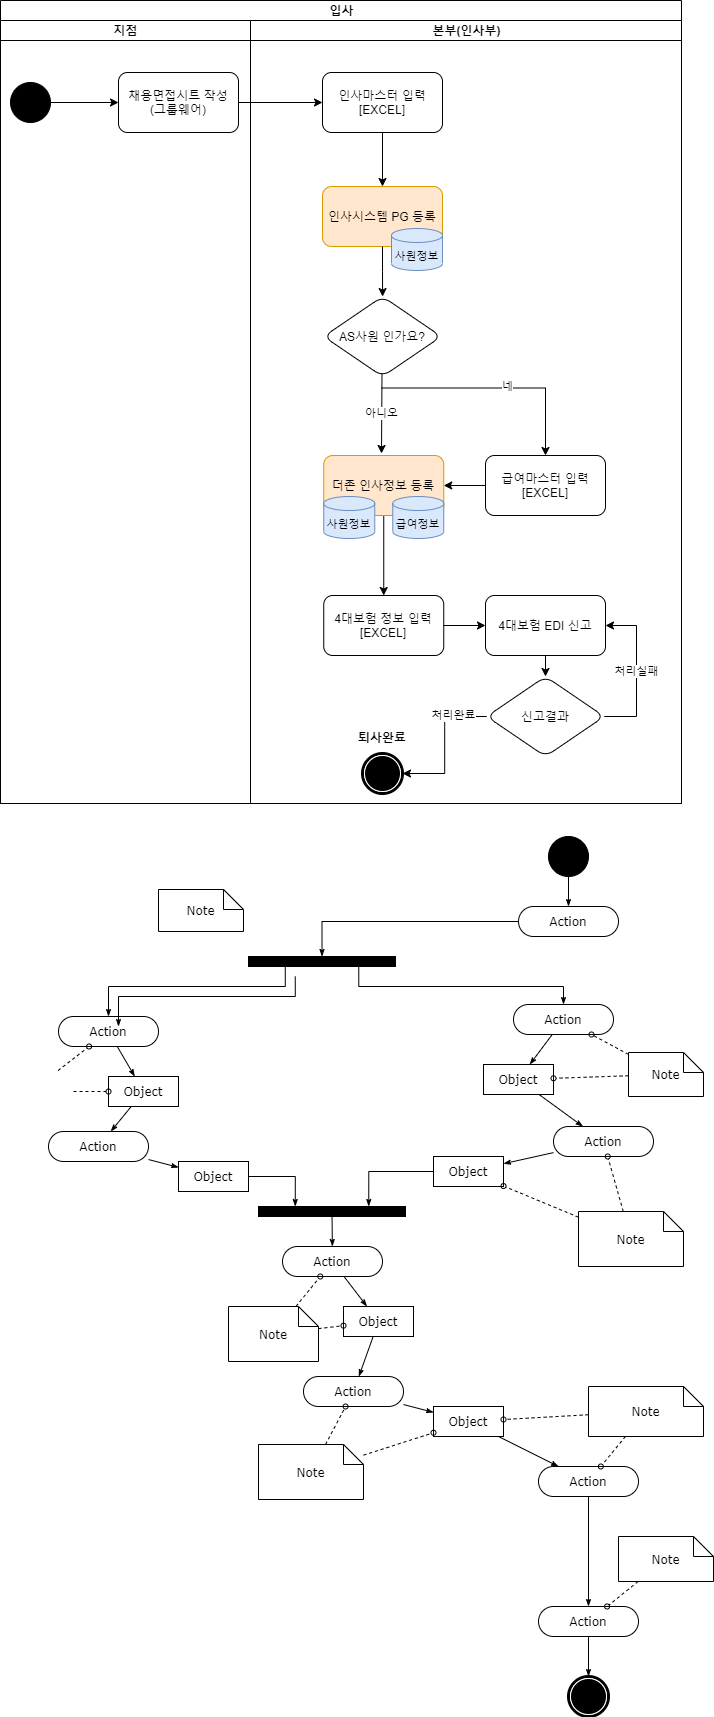 입사
지점
본부(인사부)
채용면접시트 작성
(그룹웨어)
인사마스터 입력
[EXCEL]
인사시스템 PG 등록
사원정보
AS사원 인가요?
네
아니오
더존 인사정보 등록
사원정보
급여정보
급여마스터 입력
[EXCEL]
4대보험 정보 입력
[EXCEL]
4대보험 EDI 신고
처리실패
처리완료
신고결과
퇴사완료
Note
Action
Action
Action
Object
Object
Note
Action
Action
Object
Object
Note
Action
Note
Object
Action
Object
Note
Note
Action
Note
Action